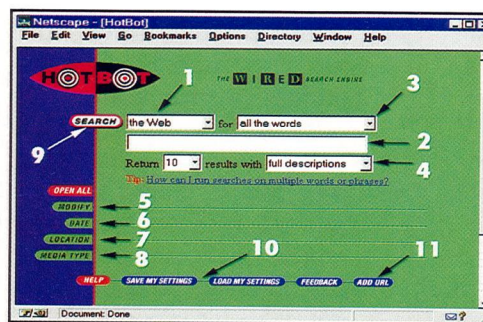 Netscape - [HotBot]
File Edit View Go Bookmarks Options Directory Window Help
HOTBOT
THE WIRED SEARCH ENGINE
1
3
SEARCH the Web for all the words
9
2
Return 10 results with full descriptions
4
Tip: How can I run searches on multiple words or phrases?
OPEN ALL
MODIFY 5
DATE 6
LOCATION 7
MEDIA TYPE 8
10
11
HELP SAVE MY SETTINGS LOAD MY SETTINGS FEEDBACK ADD URL
Document: Done